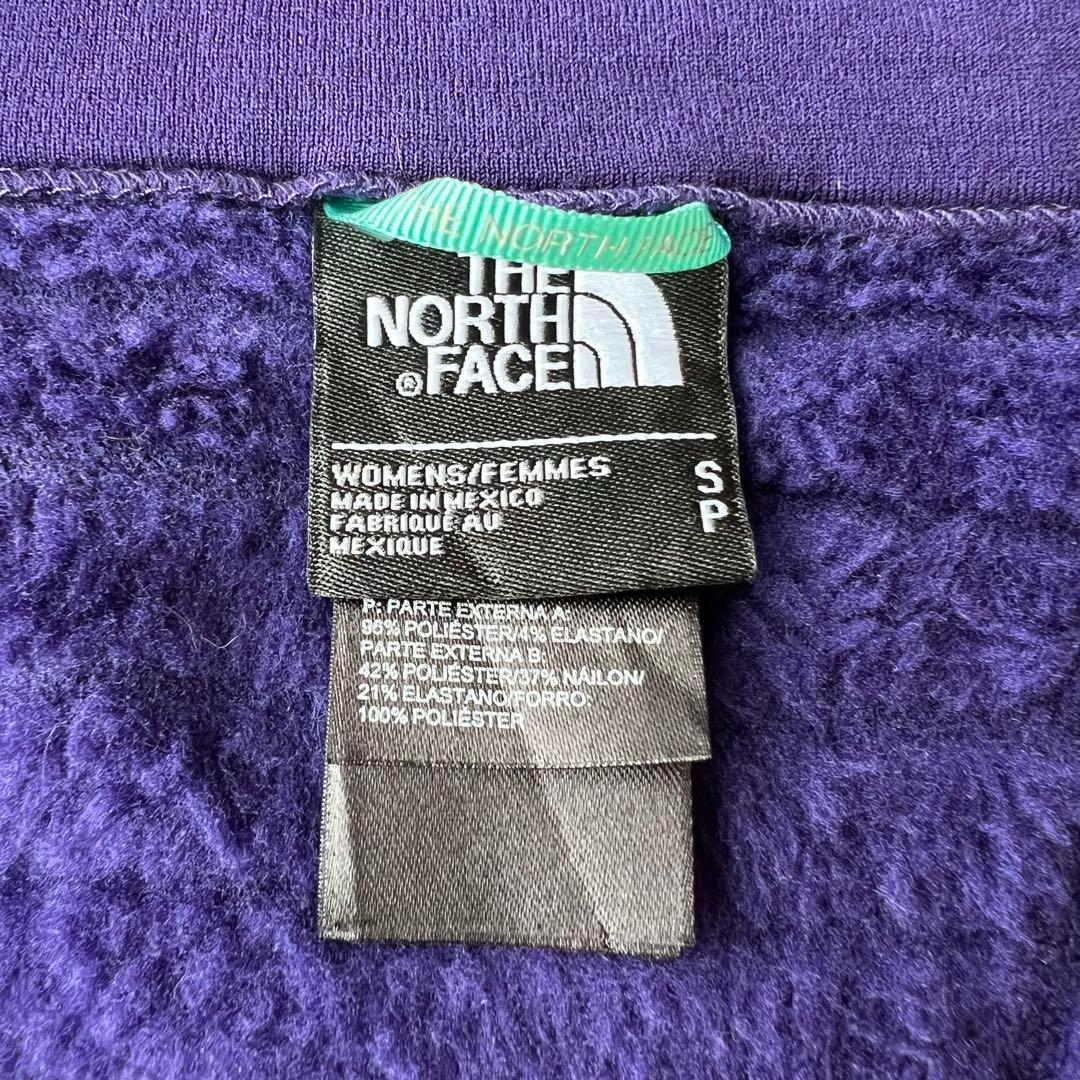 THE NORTH FACE
THE
NORTH
FACE
®
WOMENS/FEMMES S
MADE IN MEXICO P
FABRIQUE AU
MEXIQUE
P: PARTE EXTERNA A:
96% POLIÉSTER/4% ELASTANO/
PARTE EXTERNA B:
42% POLIÉSTER/37% NÁILON/
21% ELASTANO/FORRO:
100% POLIÉSTER